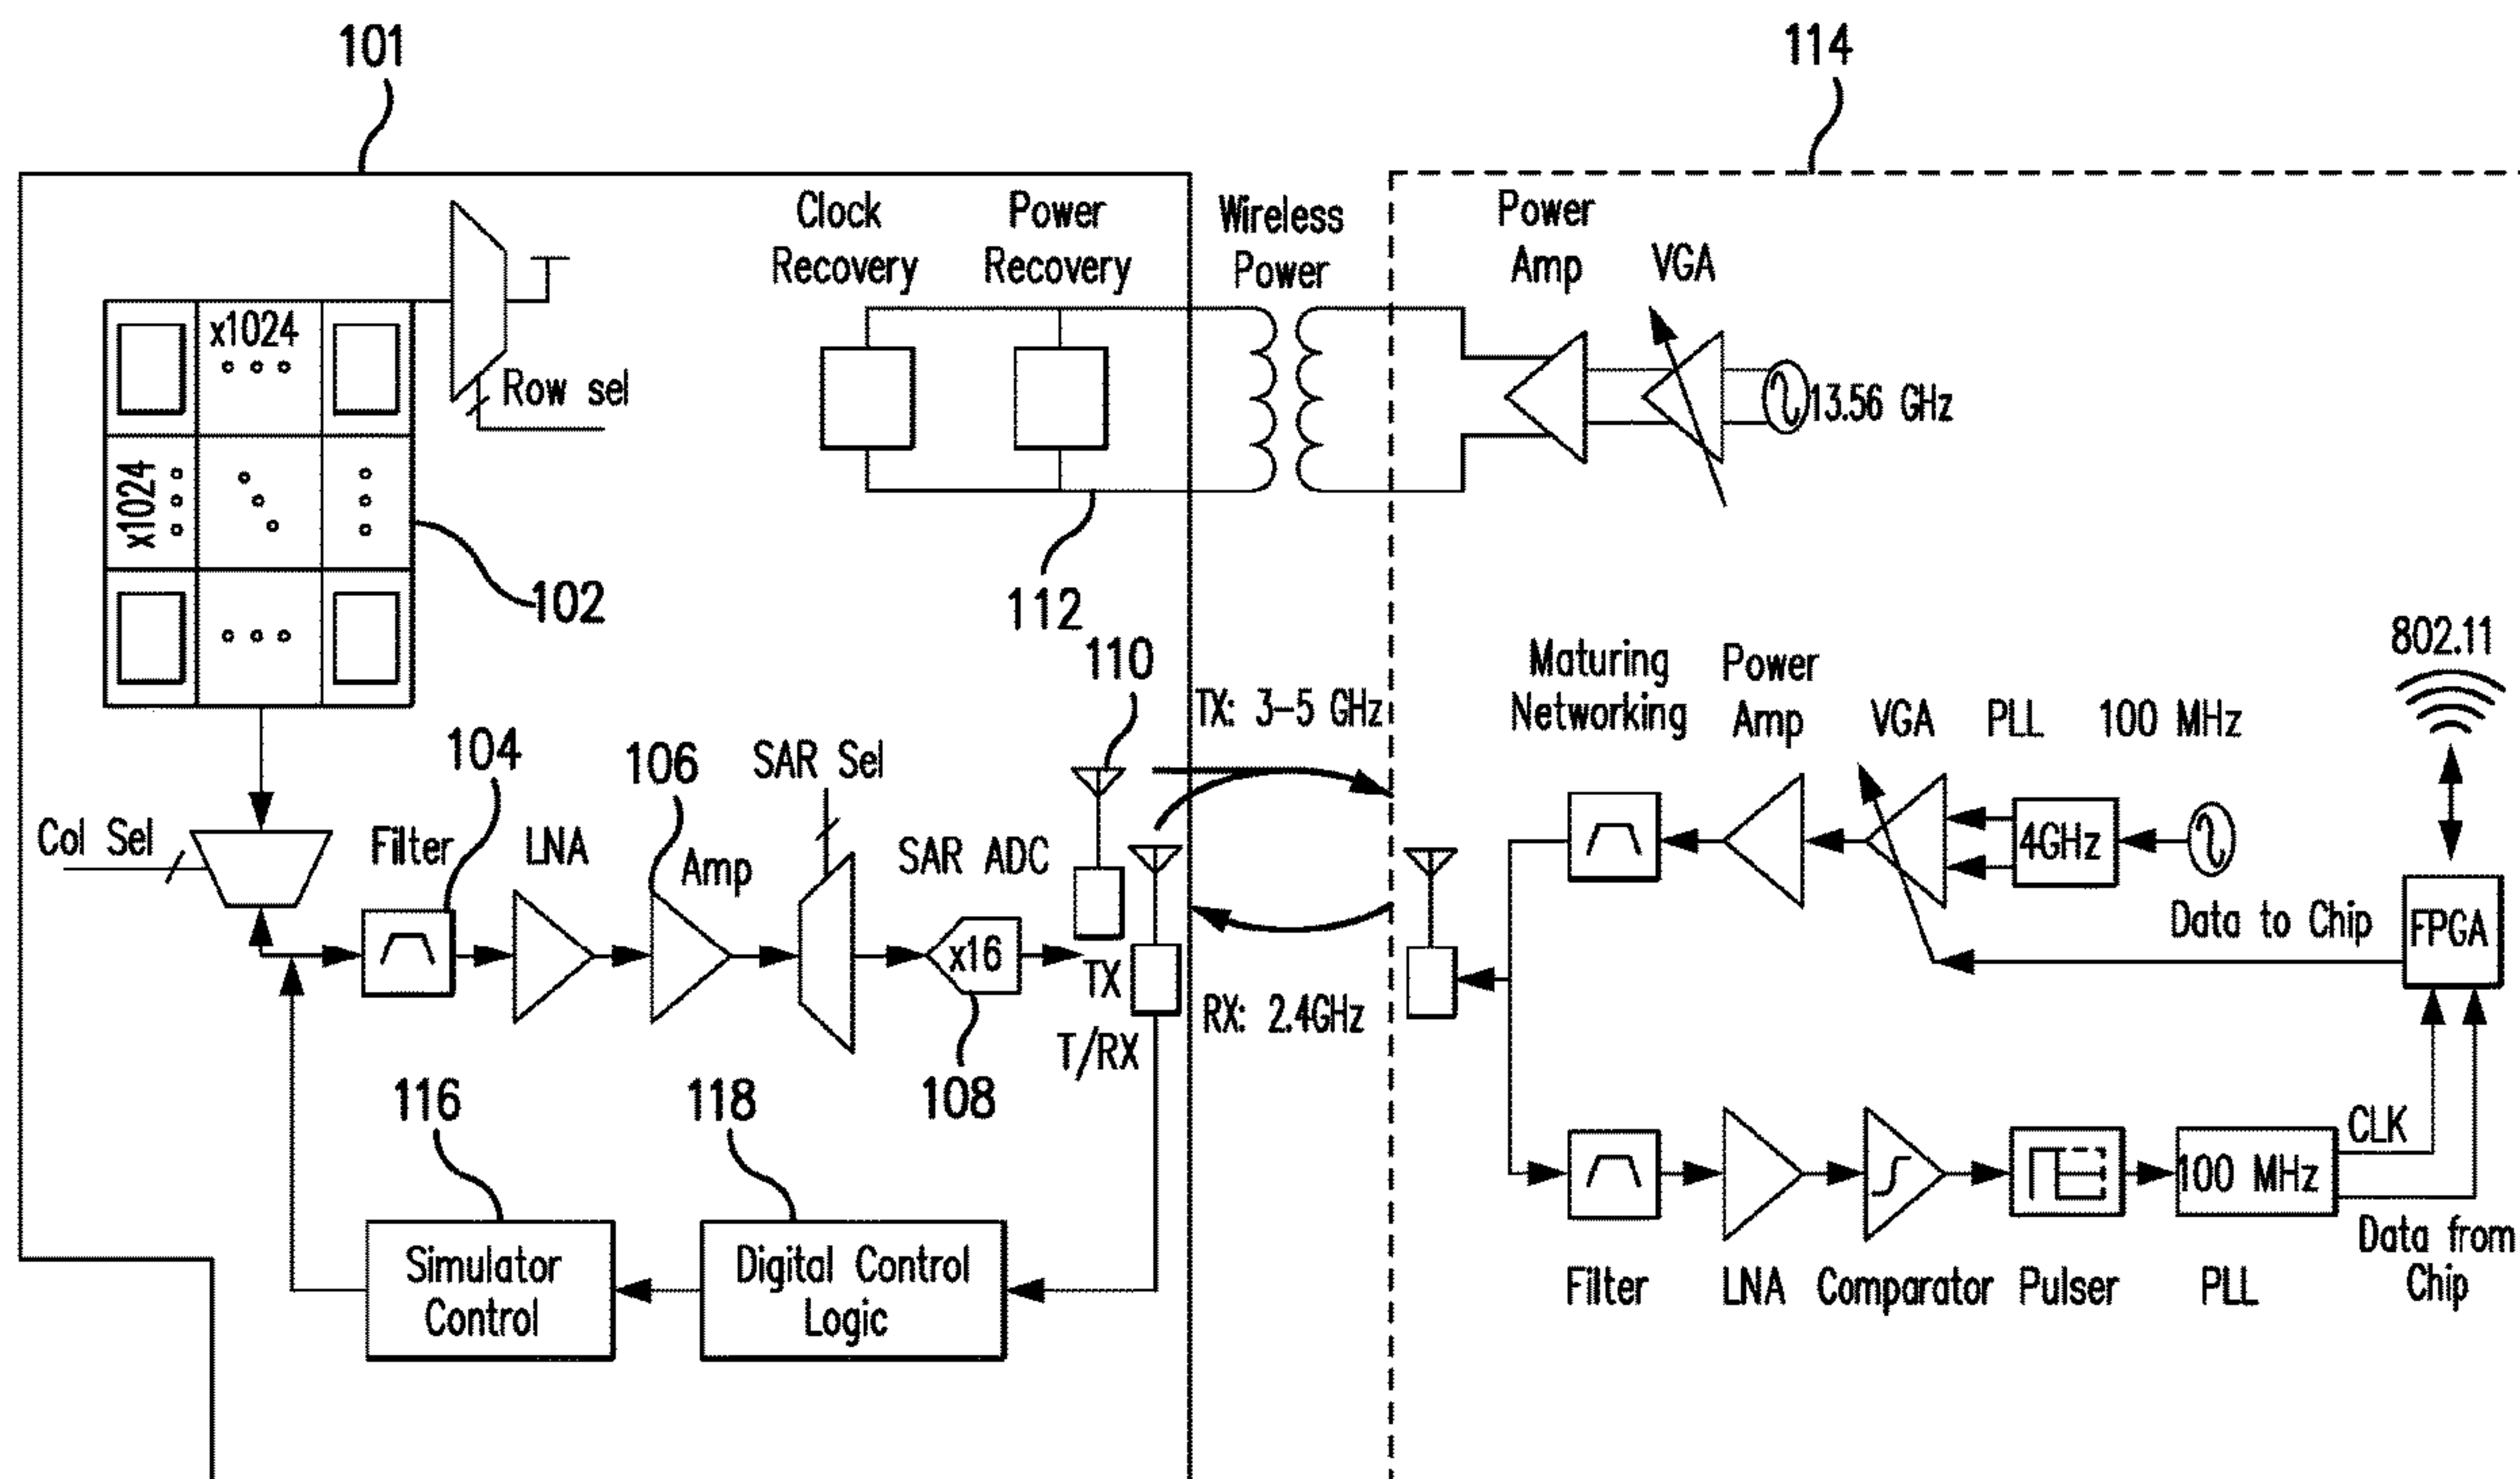 101
114
Clock
Recovery
Power
Recovery
Wireless
Power
Power
Amp
VGA
x1024
Row sel
13.56 GHz
x1024
102
112
110
802.11
Maturing
Networking
Power
Amp
VGA
PLL
100 MHz
TX: 3-5 GHz
104
106
SAR Sel
Col Sel
Filter
LNA
Amp
SAR ADC
4GHz
Data to Chip
FPGA
x16
TX
RX: 2.4GHz
T/RX
116
118
108
CLK
100 MHz
Simulator
Control
Digital Control
Logic
Filter
LNA
Comparator
Pulser
PLL
Data from
Chip